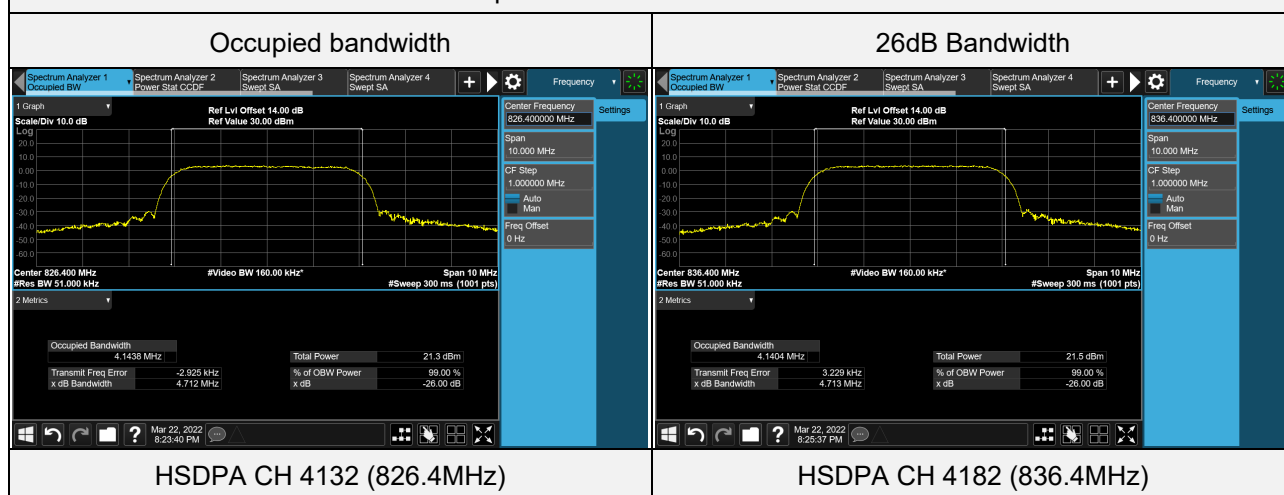 Occupied bandwidth
26dB Bandwidth
Spectrum Analyzer 1
Occupied BW
Spectrum Analyzer 2
Power Stat CCDF
Spectrum Analyzer 3
Swept SA
Spectrum Analyzer 4
Swept SA
Frequency
1 Graph
Scale/Div 10.0 dB
Ref Lvl Offset 14.00 dB
Ref Value 30.00 dBm
Log
20.0
10.0
0.00
-10.0
-20.0
-30.0
-40.0
-50.0
-60.0
Center 826.400 MHz
#Res BW 51.000 kHz
#Video BW 160.00 kHz*
Span 10 MHz
#Sweep 300 ms (1001 pts)
Center Frequency
826.400000 MHz
Span
10.000 MHz
CF Step
1.000000 MHz
Auto
Man
Freq Offset
0 Hz
Settings
2 Metrics
Occupied Bandwidth
4.1438 MHz
Total Power 21.3 dBm
Transmit Freq Error -2.925 kHz
% of OBW Power 99.00 %
x dB Bandwidth 4.712 MHz
x dB -26.00 dB
?
Mar 22, 2022
8:23:40 PM
Spectrum Analyzer 1
Occupied BW
Spectrum Analyzer 2
Power Stat CCDF
Spectrum Analyzer 3
Swept SA
Spectrum Analyzer 4
Swept SA
Frequency
1 Graph
Scale/Div 10.0 dB
Ref Lvl Offset 14.00 dB
Ref Value 30.00 dBm
Log
20.0
10.0
0.00
-10.0
-20.0
-30.0
-40.0
-50.0
-60.0
Center 836.400 MHz
#Res BW 51.000 kHz
#Video BW 160.00 kHz*
Span 10 MHz
#Sweep 300 ms (1001 pts)
Center Frequency
836.400000 MHz
Span
10.000 MHz
CF Step
1.000000 MHz
Auto
Man
Freq Offset
0 Hz
Settings
2 Metrics
Occupied Bandwidth
4.1404 MHz
Total Power 21.5 dBm
Transmit Freq Error 3.229 kHz
% of OBW Power 99.00 %
x dB Bandwidth 4.713 MHz
x dB -26.00 dB
?
Mar 22, 2022
8:25:37 PM
HSDPA CH 4132 (826.4MHz)
HSDPA CH 4182 (836.4MHz)